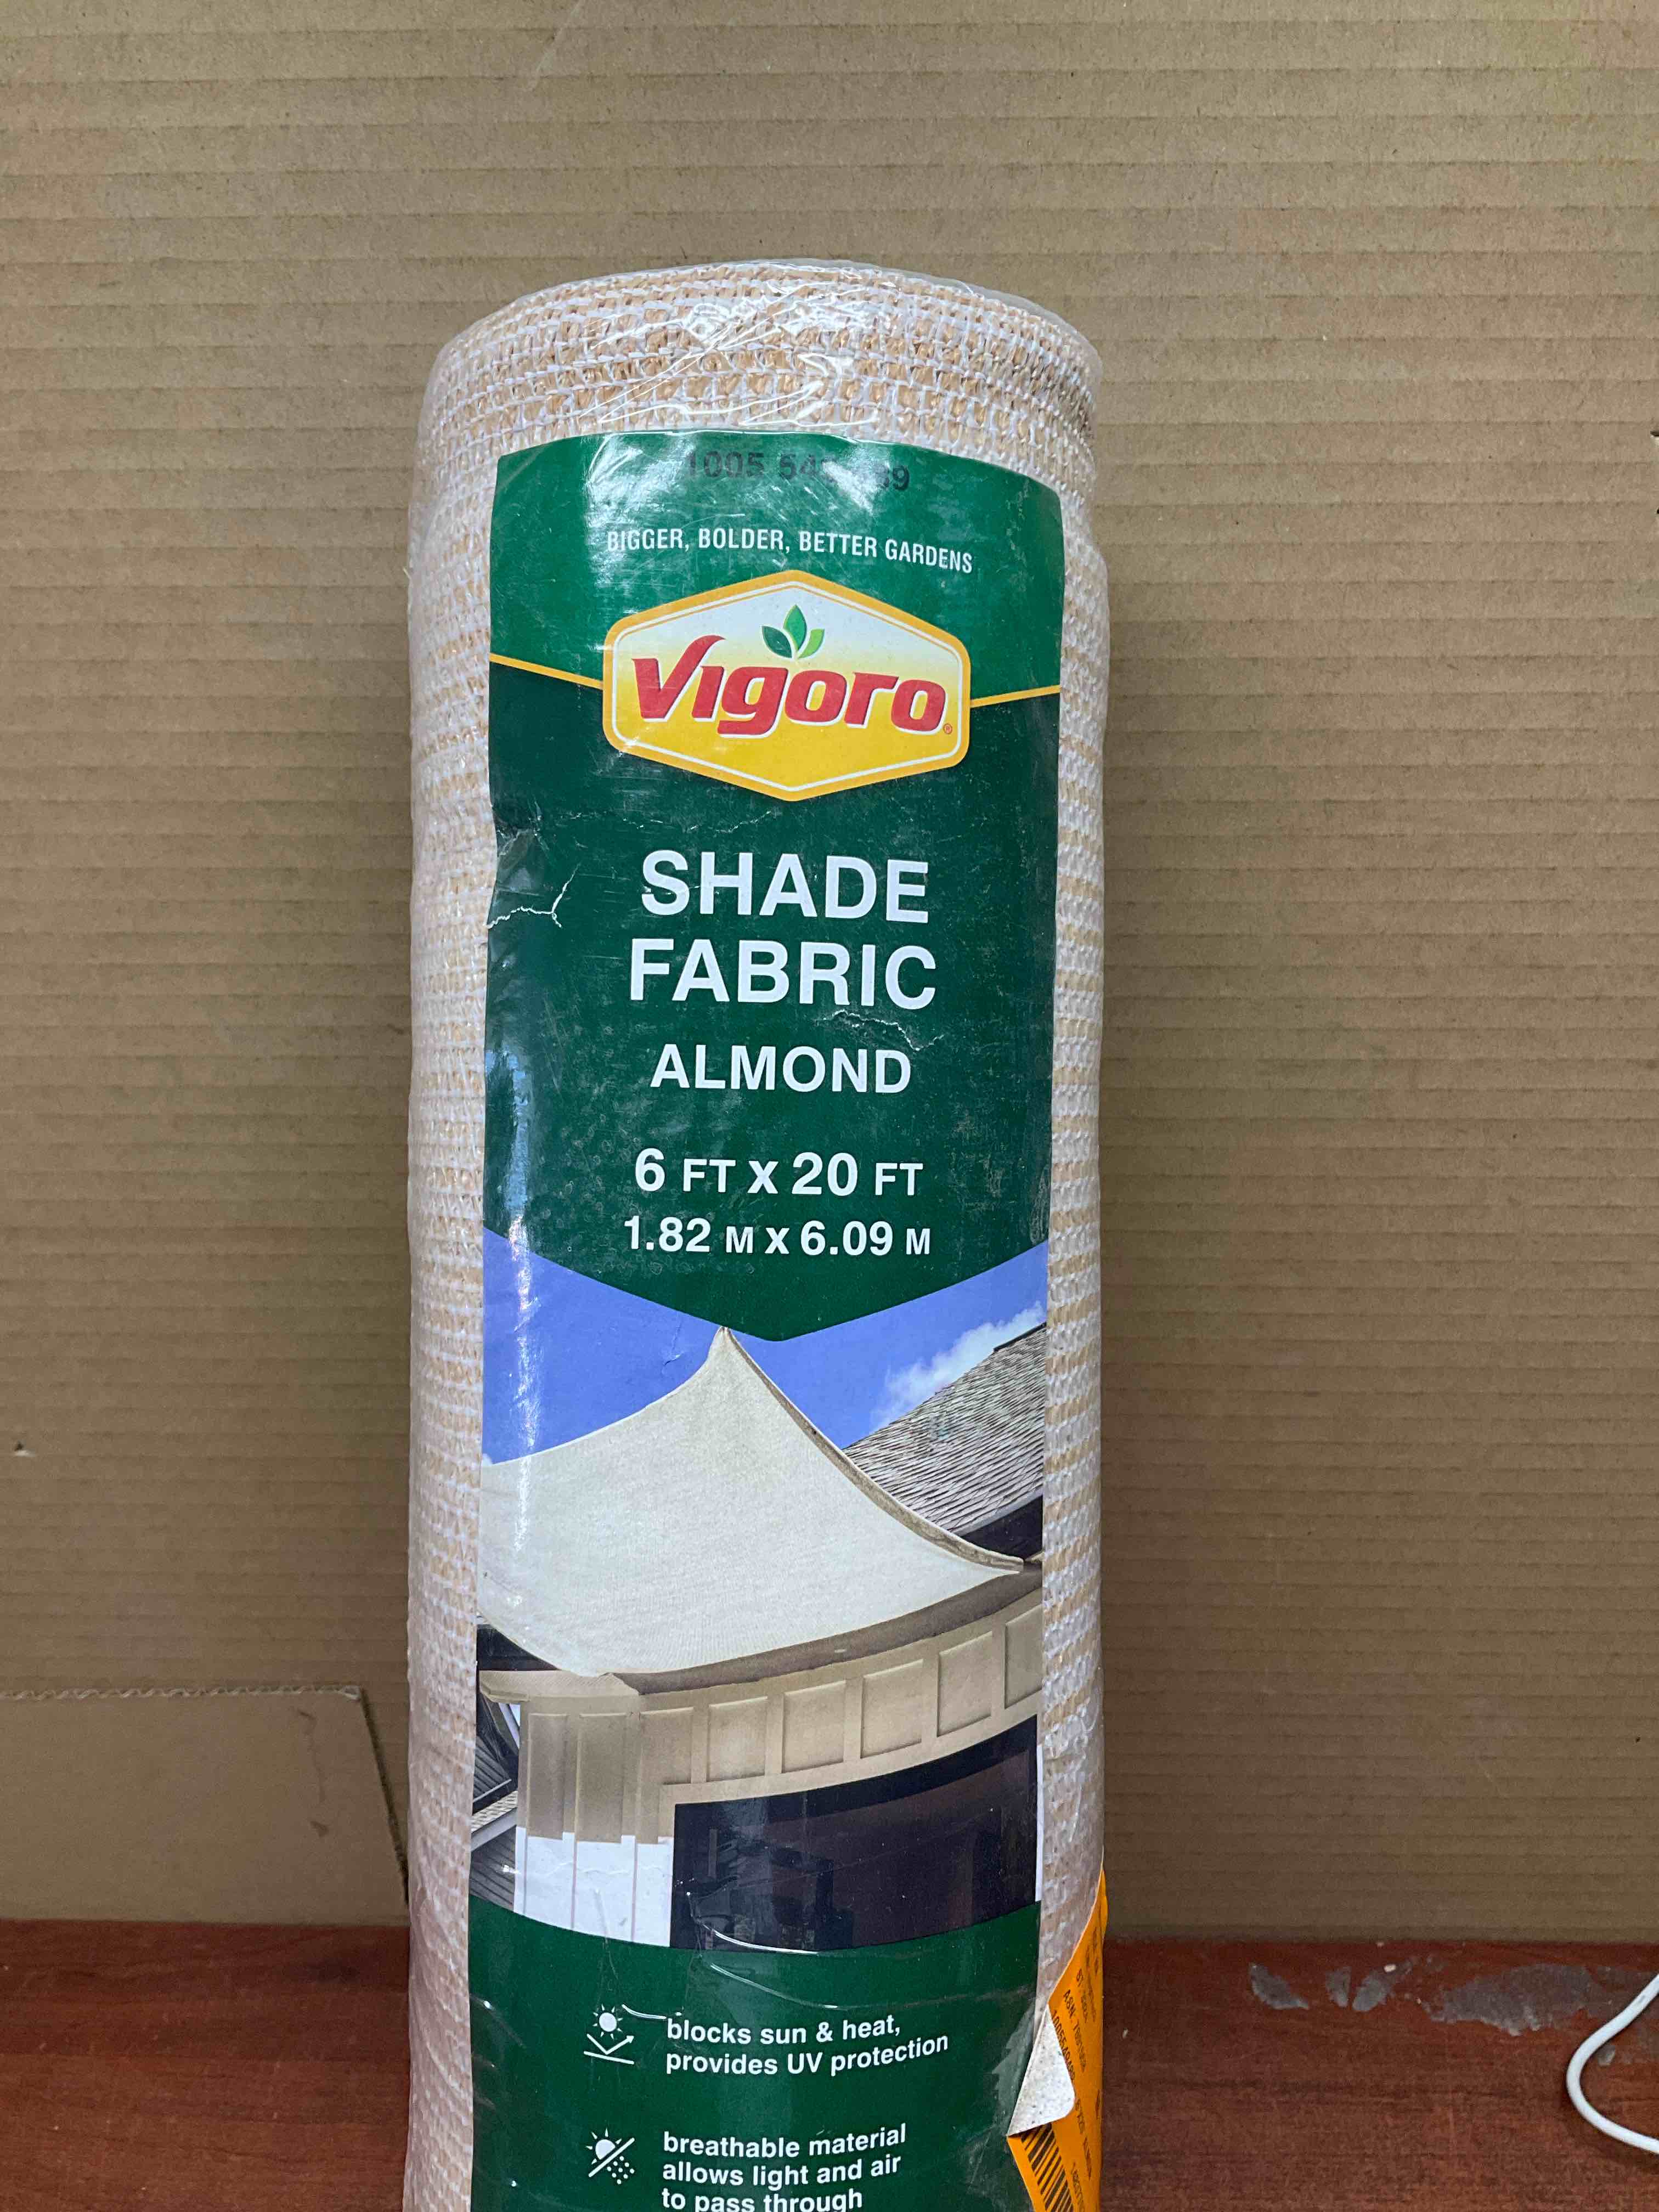 1005
BIGGER, BOLDER, BETTER GARDENS
Vigoro®
SHADE
FABRIC
ALMOND
6 FT X 20 FT
1.82 M X 6.09 M
blocks sun & heat,
provides UV protection
breathable material
allows light and air
to pass through